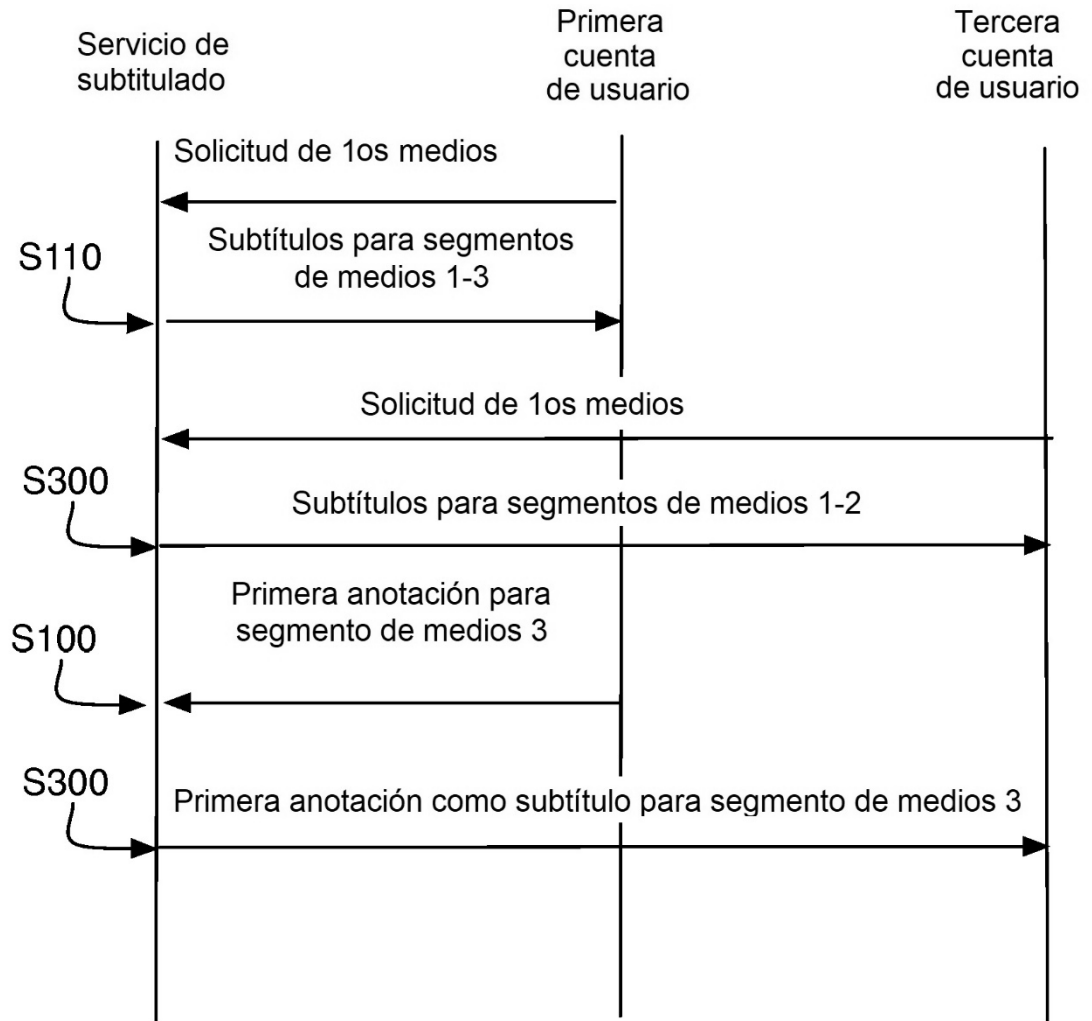 Servicio de
subtitulado
Primera
cuenta
de usuario
Tercera
cuenta
de usuario
Solicitud de 1os medios
S110
Subtítulos para segmentos
de medios 1-3
Solicitud de 1os medios
S300
Subtítulos para segmentos de medios 1-2
S100
Primera anotación para
segmento de medios 3
S300
Primera anotación como subtítulo para segmento de medios 3